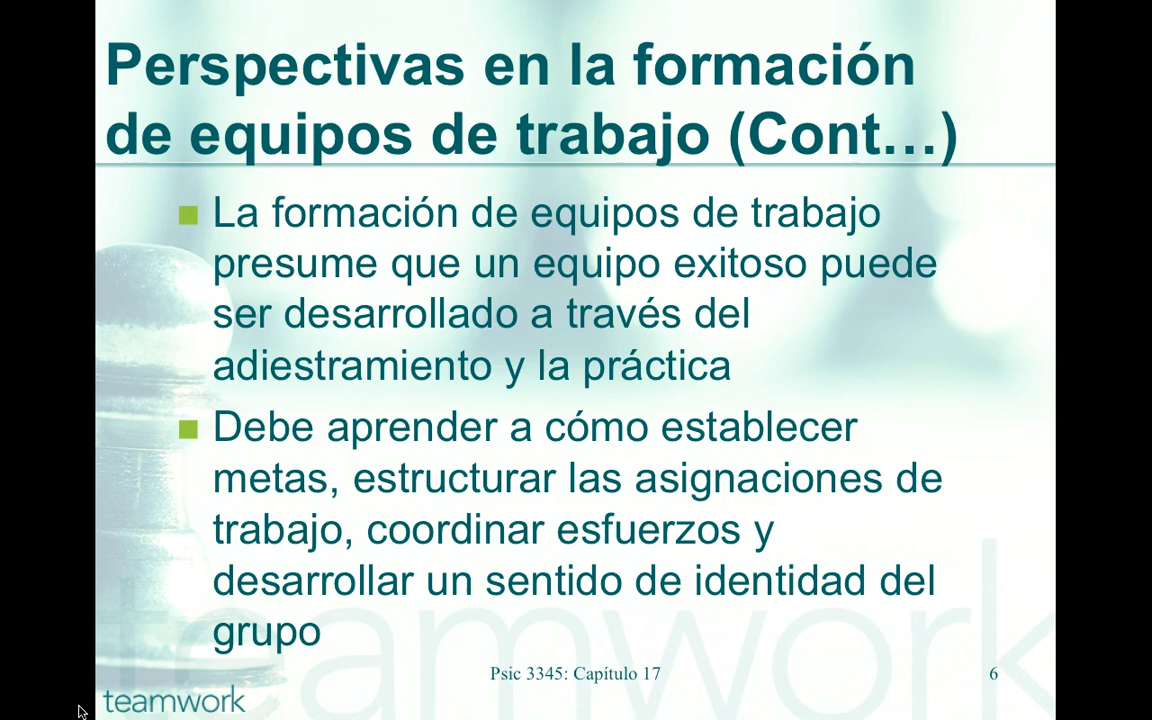 Perspectivas en la formación
de equipos de trabajo (Cont…)
La formación de equipos de trabajo
presume que un equipo exitoso puede
ser desarrollado a través del
adiestramiento y la práctica
Debe aprender a cómo establecer
metas, estructurar las asignaciones de
trabajo, coordinar esfuerzos y
desarrollar un sentido de identidad del
grupo
teamwork
Psic 3345: Capítulo 17
6
teamwork